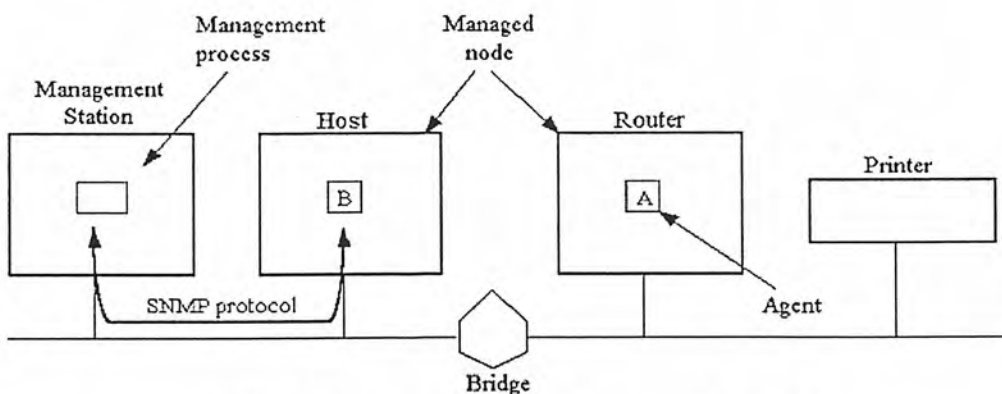 Management
process
Managed
node
Management
Station
Host
Router
Printer
B
A
SNMP protocol
Agent
Bridge